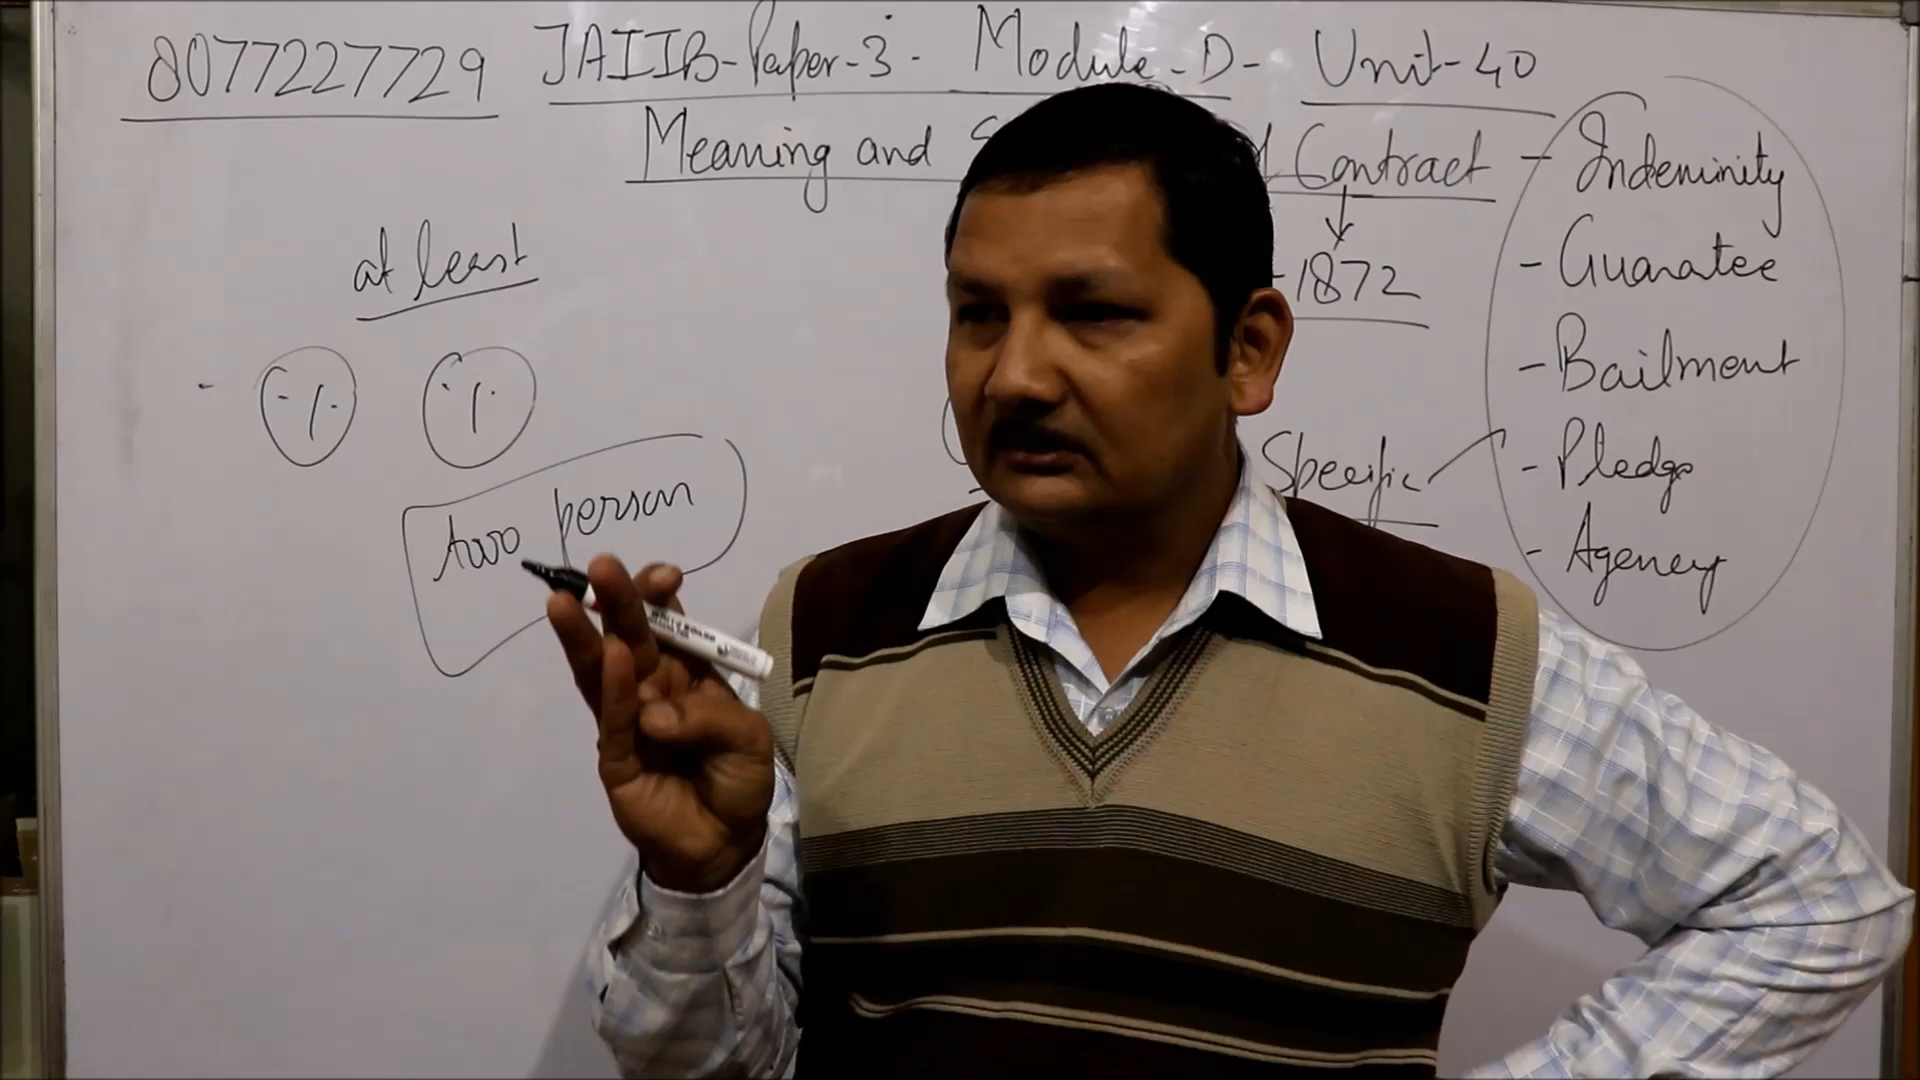 8077227729 JAIIB-Paper-3- Module-D- Unit-40
Meaning and Contract
1872
at least
two person
Specific
- Indeminity
- Guaratee
- Bailment
- Pledge
- Agency